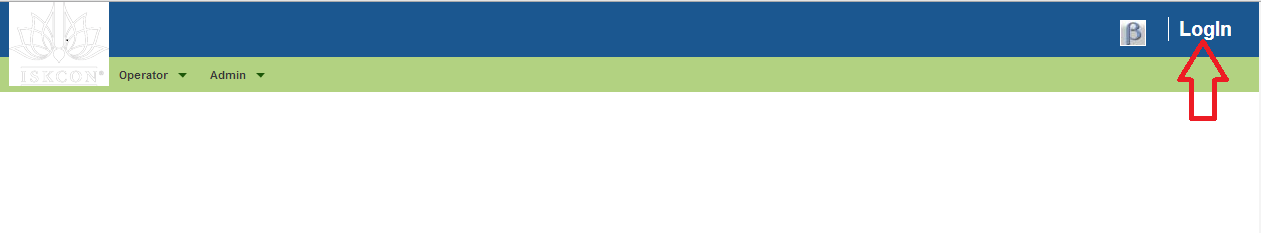 β
LogIn
ISKCON®
Operator
Admin